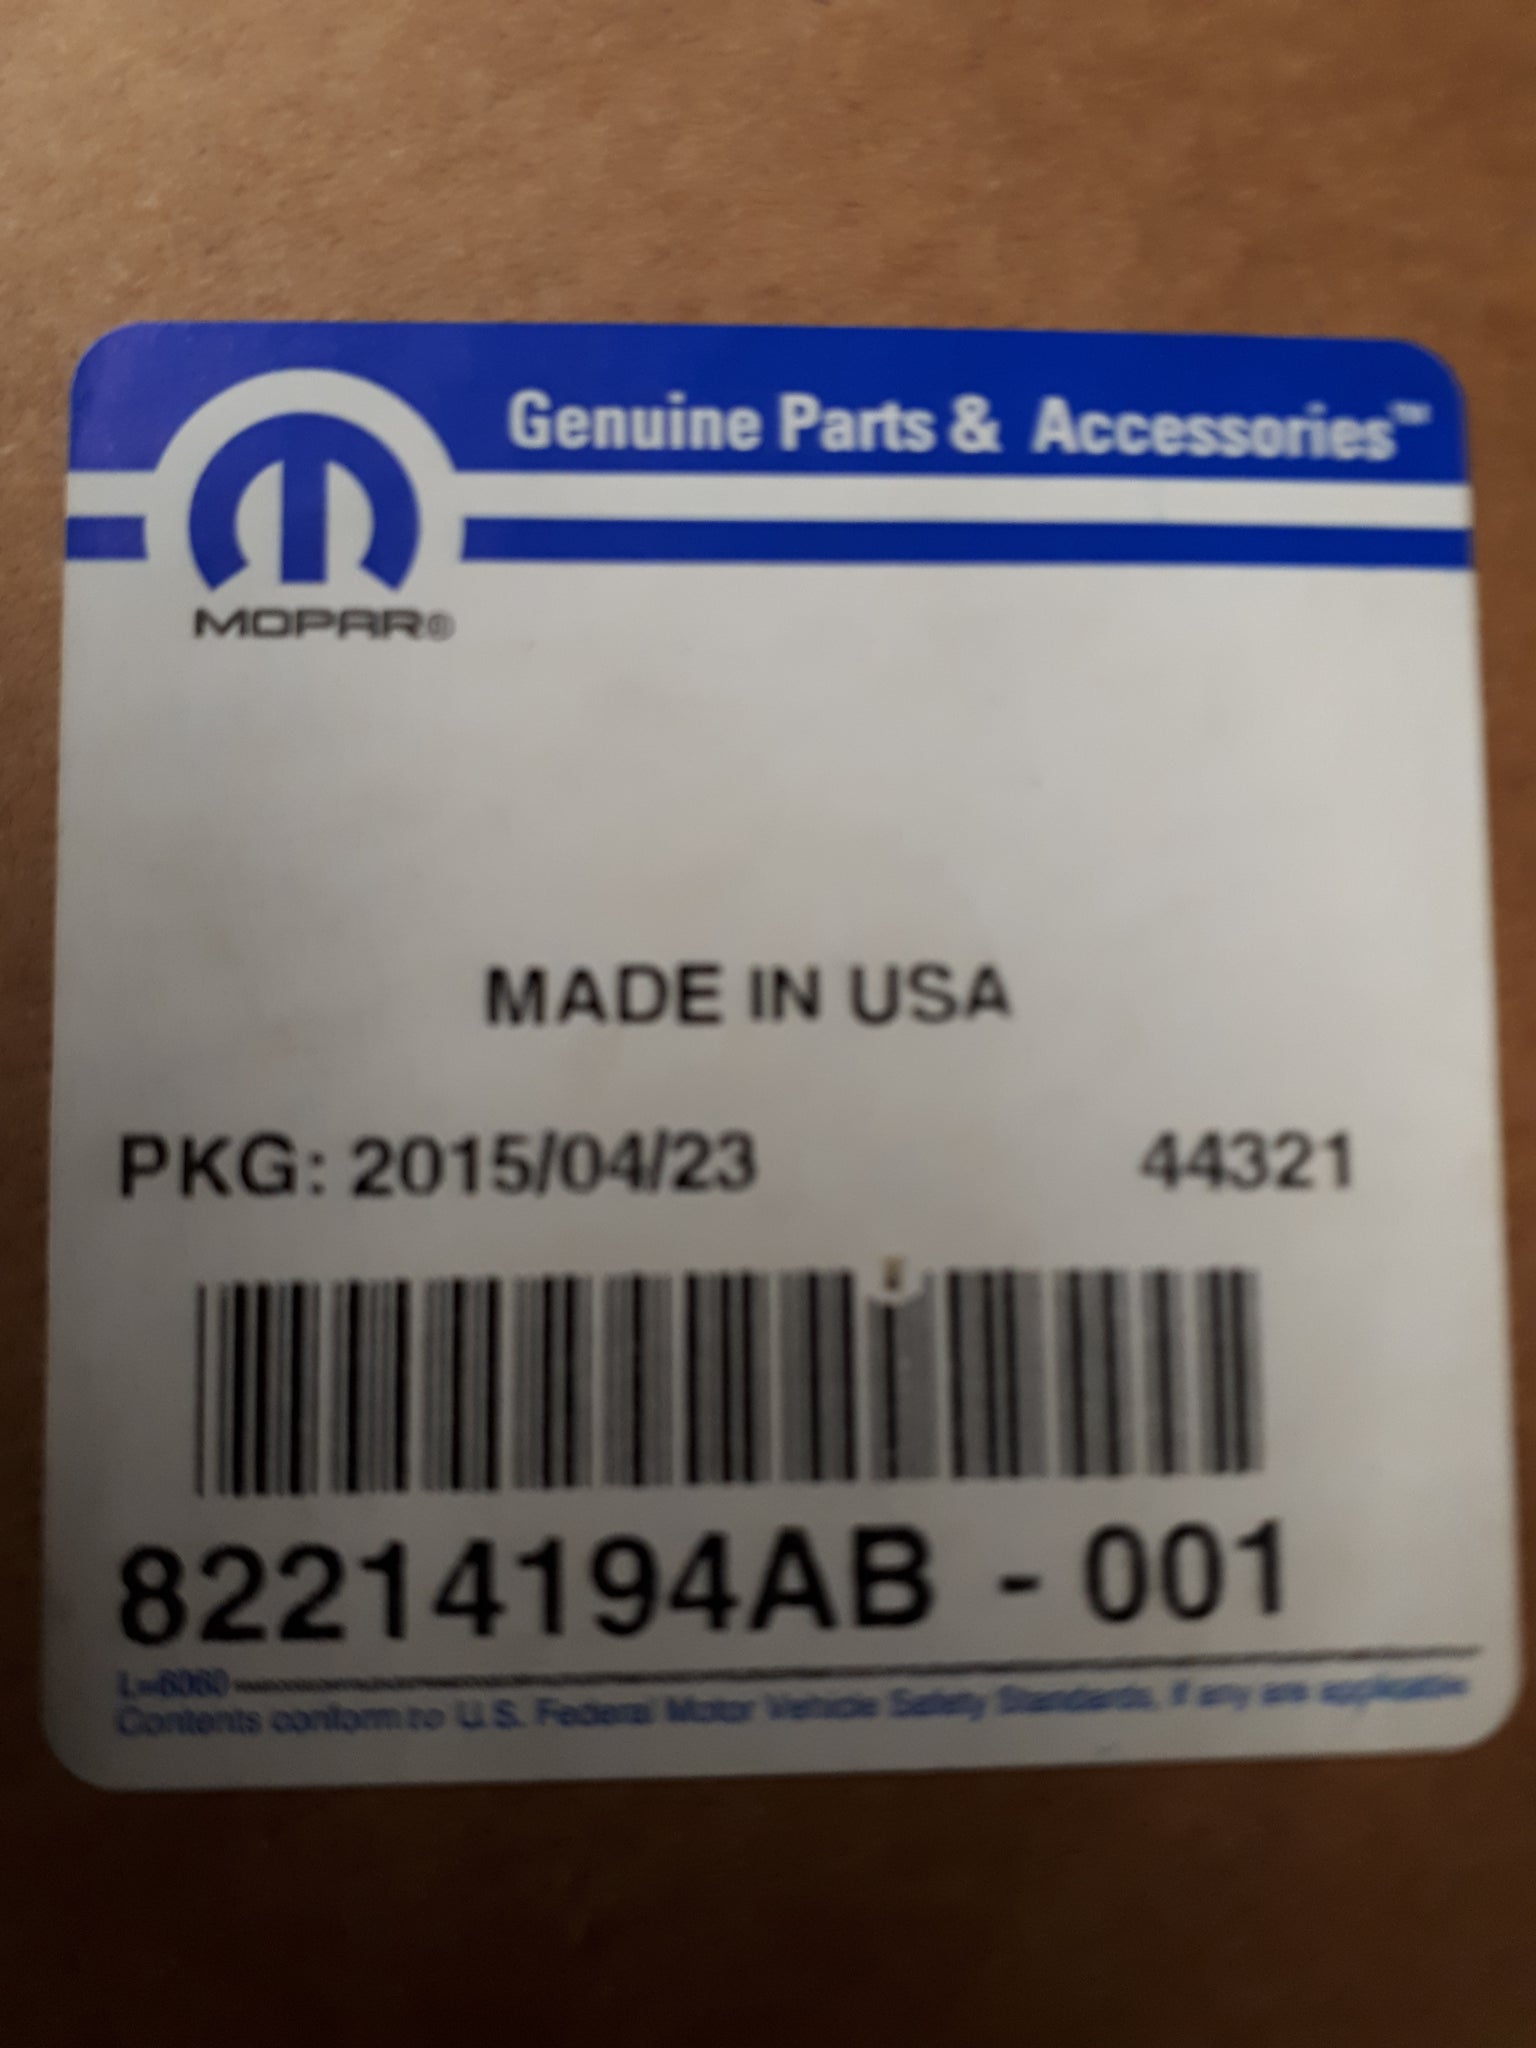 Genuine Parts & Accessories™
MOPAR®
MADE IN USA
PKG: 2015/04/23 44321
82214194AB - 001
L=6060
Contents conform to U.S. Federal Motor Vehicle Safety Standards, if any are applicable